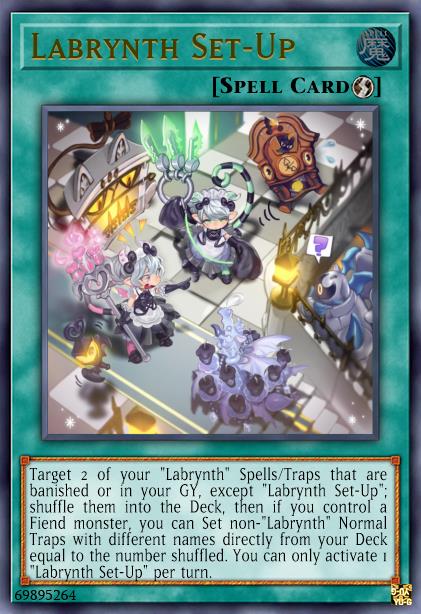 Labrynth Set-Up
魔
[Spell Card]
?
Target 2 of your "Labrynth" Spells/Traps that are
banished or in your GY, except "Labrynth Set-Up";
shuffle them into the Deck, then if you control a
Fiend monster, you can Set non-"Labrynth" Normal
Traps with different names directly from your Deck
equal to the number shuffled. You can only activate 1
"Labrynth Set-Up" per turn.
69895264